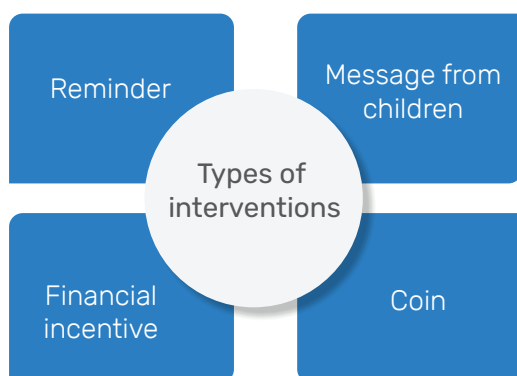 Reminder
Message from
children
Types of
interventions
Financial
incentive
Coin